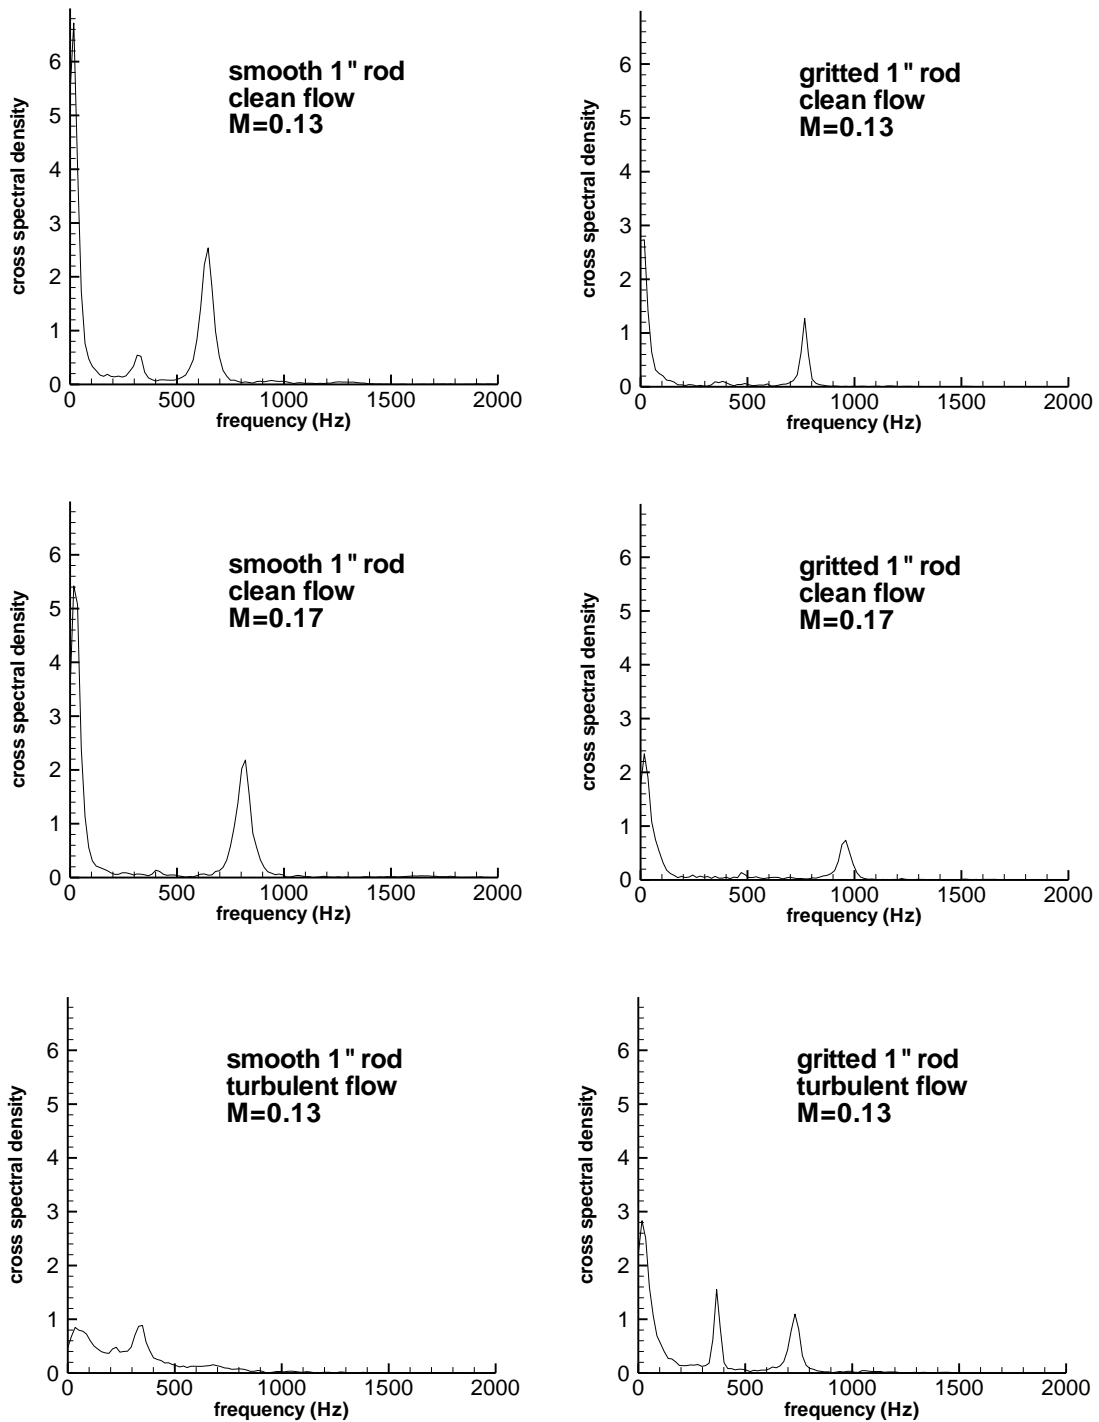 6
5
4
3
2
1
0
cross spectral density
smooth 1" rod
clean flow
M=0.13
0 500 1000 1500 2000
frequency (Hz)
6
5
4
3
2
1
0
cross spectral density
gritted 1" rod
clean flow
M=0.13
0 500 1000 1500 2000
frequency (Hz)
6
5
4
3
2
1
0
cross spectral density
smooth 1" rod
clean flow
M=0.17
0 500 1000 1500 2000
frequency (Hz)
6
5
4
3
2
1
0
cross spectral density
gritted 1" rod
clean flow
M=0.17
0 500 1000 1500 2000
frequency (Hz)
6
5
4
3
2
1
0
cross spectral density
smooth 1" rod
turbulent flow
M=0.13
0 500 1000 1500 2000
frequency (Hz)
6
5
4
3
2
1
0
cross spectral density
gritted 1" rod
turbulent flow
M=0.13
0 500 1000 1500 2000
frequency (Hz)